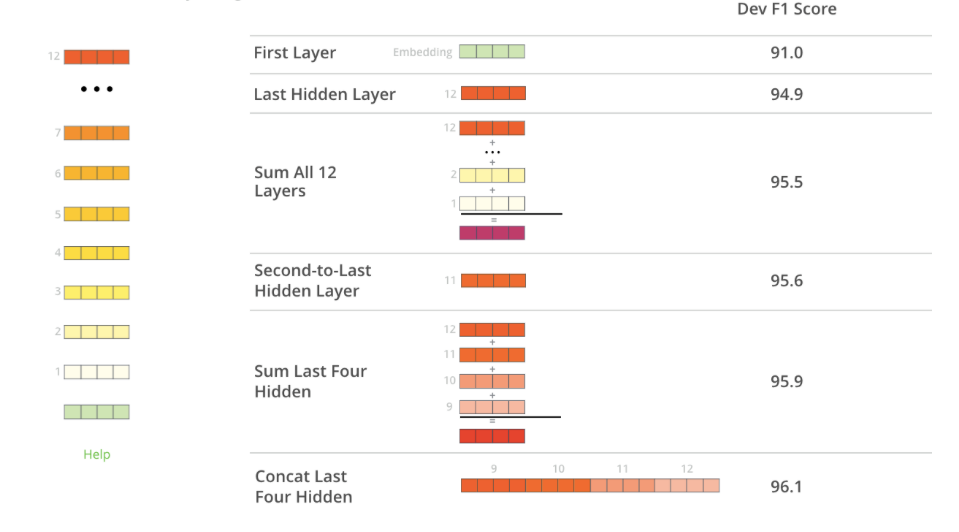 Dev F1 Score
12
7
6
5
4
3
2
1
Help
First Layer
Embedding
91.0
Last Hidden Layer
12
94.9
Sum All 12
Layers
12
+
...
+
2
+
1
=
95.5
Second-to-Last
Hidden Layer
11
95.6
Sum Last Four
Hidden
12
+
11
+
10
+
9
=
95.9
Concat Last
Four Hidden
9 10 11 12
96.1